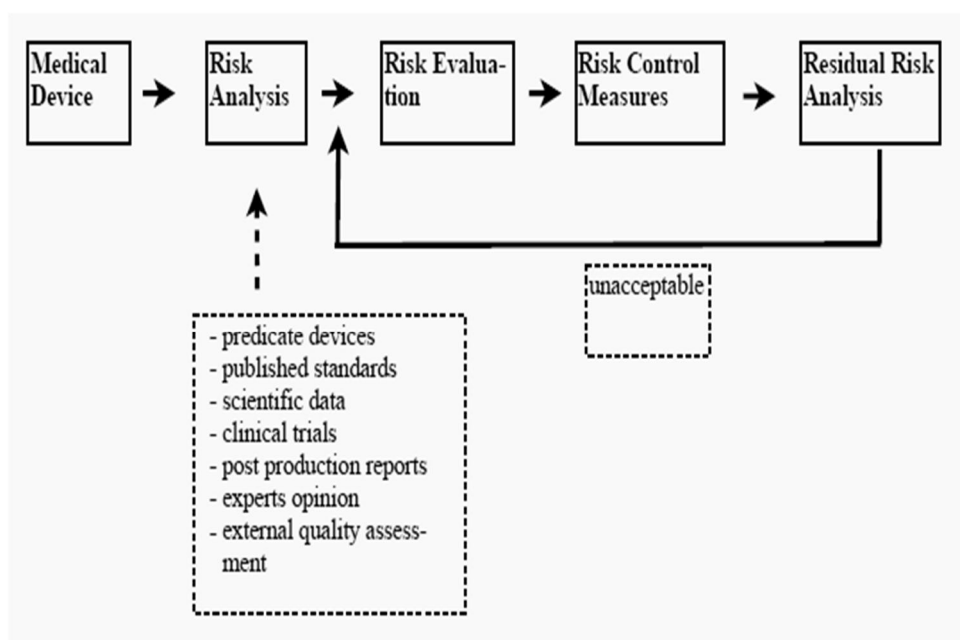 Medical
Device
Risk
Analysis
Risk Evalua-
tion
Risk Control
Measures
Residual Risk
Analysis
unacceptable
- predicate devices
- published standards
- scientific data
- clinical trials
- post production reports
- experts opinion
- external quality assess-
ment